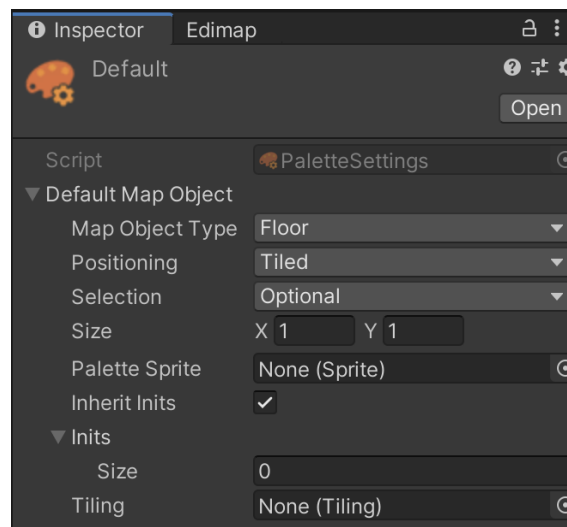 Inspector Edimap
Default
Open
Script PaletteSettings
Default Map Object
Map Object Type Floor
Positioning Tiled
Selection Optional
Size X 1 Y 1
Palette Sprite None (Sprite)
Inherit Inits
Inits
Size 0
Tiling None (Tiling)